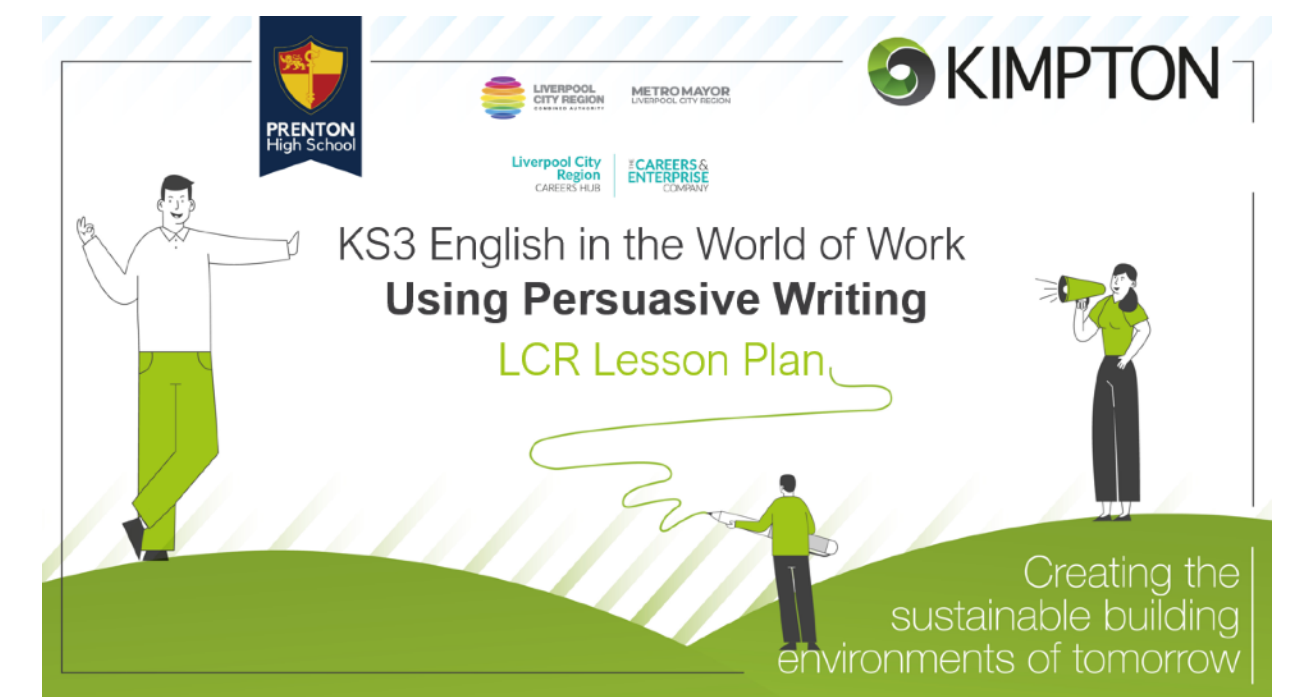 PRENTON
High School
LIVERPOOL
CITY REGION
COMBINED AUTHORITY
METRO MAYOR
LIVERPOOL CITY REGION
KIMPTON
Liverpool City
Region
CAREERS HUB
THE CAREERS &
ENTERPRISE
COMPANY
KS3 English in the World of Work
Using Persuasive Writing
LCR Lesson Plan
Creating the
sustainable building
environments of tomorrow